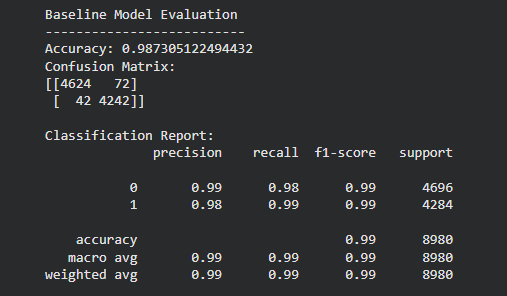 Baseline Model Evaluation
---------------------------
Accuracy: 0.987305122494432
Confusion Matrix:
[[4624   72]
 [  42 4242]]
Classification Report:
              precision    recall  f1-score   support
           0       0.99      0.98      0.99      4696
           1       0.98      0.99      0.99      4284
    accuracy                           0.99      8980
   macro avg       0.99      0.99      0.99      8980
weighted avg       0.99      0.99      0.99      8980